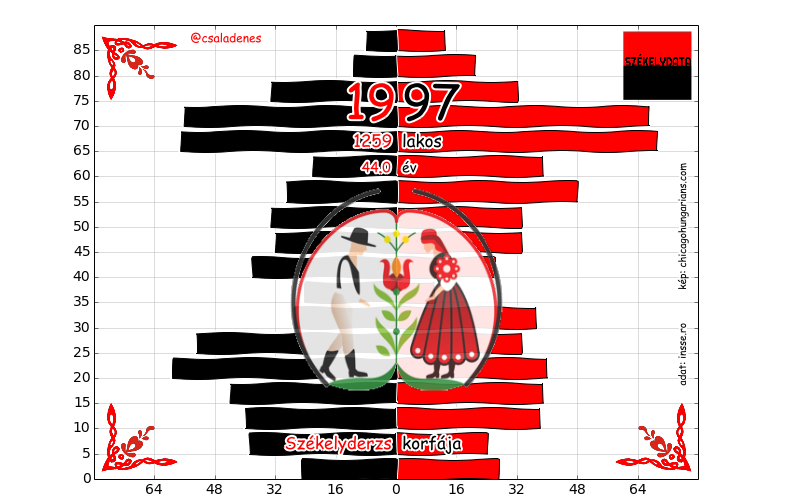 @csaladenes
SZÉKELYDATA
1997
1259 lakos
44.0 év
kép: chicagohungarians.com
adat: insse.ro
Székelyderzs korfája
85
80
75
70
65
60
55
50
45
40
35
30
25
20
15
10
5
0
64 48 32 16 0 16 32 48 64